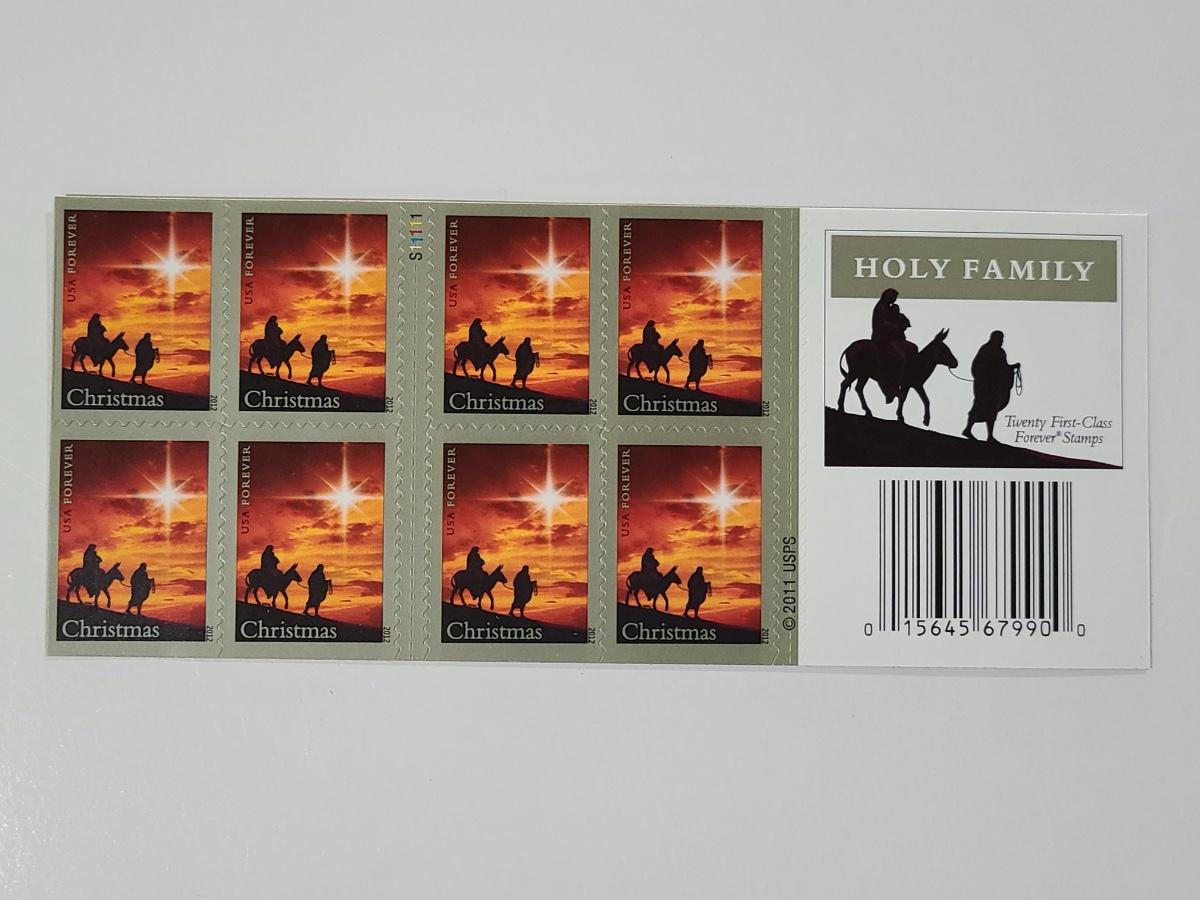 USA FOREVER
Christmas
2012
USA FOREVER
Christmas
2012
S11111
USA FOREVER
Christmas
2012
USA FOREVER
Christmas
2012
USA FOREVER
Christmas
2012
USA FOREVER
Christmas
2012
USA FOREVER
Christmas
2012
USA FOREVER
Christmas
2012
© 2011 USPS
HOLY FAMILY
Twenty First-Class
Forever® Stamps
0 15645 67990 0